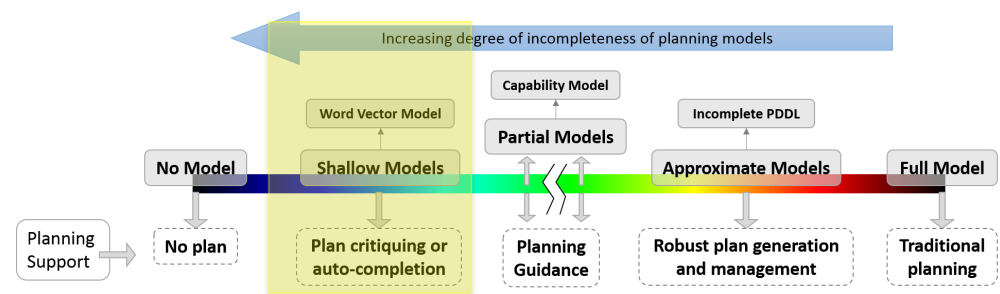 Increasing degree of incompleteness of planning models
Capability Model
Word Vector Model
Incomplete PDDL
Partial Models
No Model
Shallow Models
Approximate Models
Full Model
Planning
Support
No plan
Plan critiquing or
auto-completion
Planning
Guidance
Robust plan generation
and management
Traditional
planning